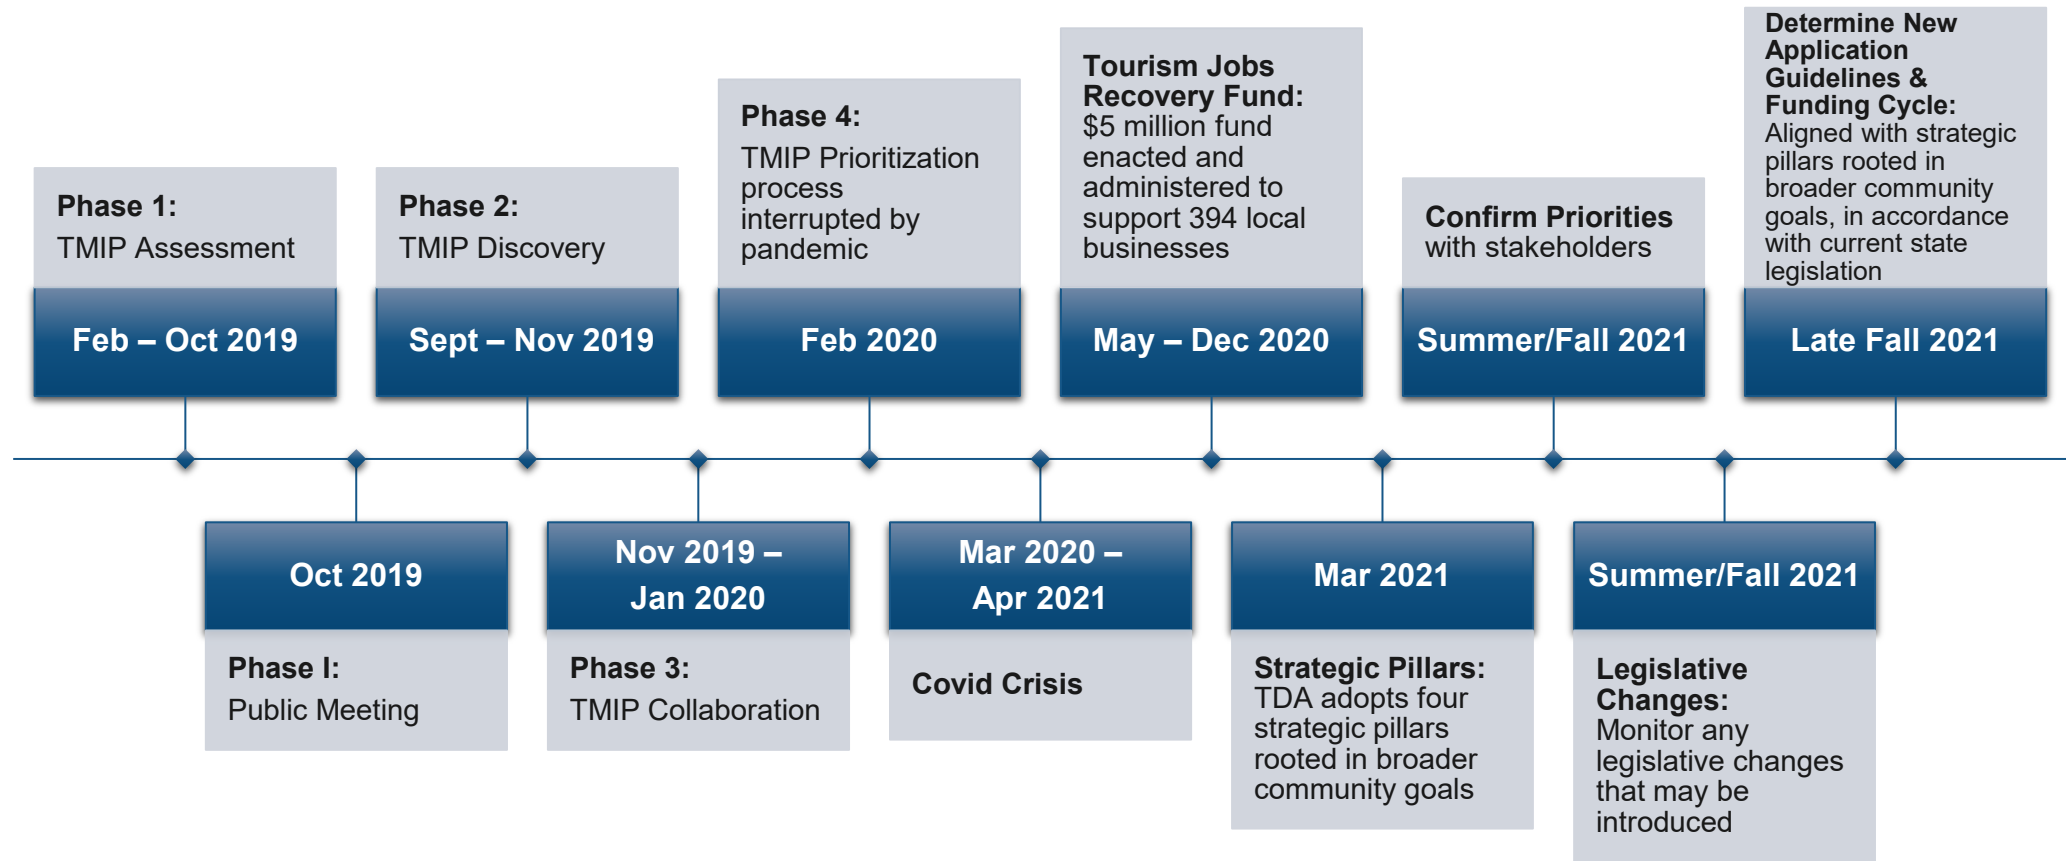 Phase 1:
TMIP Assessment
Feb – Oct 2019
Oct 2019
Phase I:
Public Meeting
Phase 2:
TMIP Discovery
Sept – Nov 2019
Nov 2019 –
Jan 2020
Phase 3:
TMIP Collaboration
Phase 4:
TMIP Prioritization
process
interrupted by
pandemic
Feb 2020
Mar 2020 –
Apr 2021
Covid Crisis
Tourism Jobs
Recovery Fund:
$5 million fund
enacted and
administered to
support 394 local
businesses
May – Dec 2020
Mar 2021
Strategic Pillars:
TDA adopts four
strategic pillars
rooted in broader
community goals
Confirm Priorities
with stakeholders
Summer/Fall 2021
Summer/Fall 2021
Legislative
Changes:
Monitor any
legislative changes
that may be
introduced
Determine New
Application
Guidelines &
Funding Cycle:
Aligned with strategic
pillars rooted in
broader community
goals, in accordance
with current state
legislation
Late Fall 2021